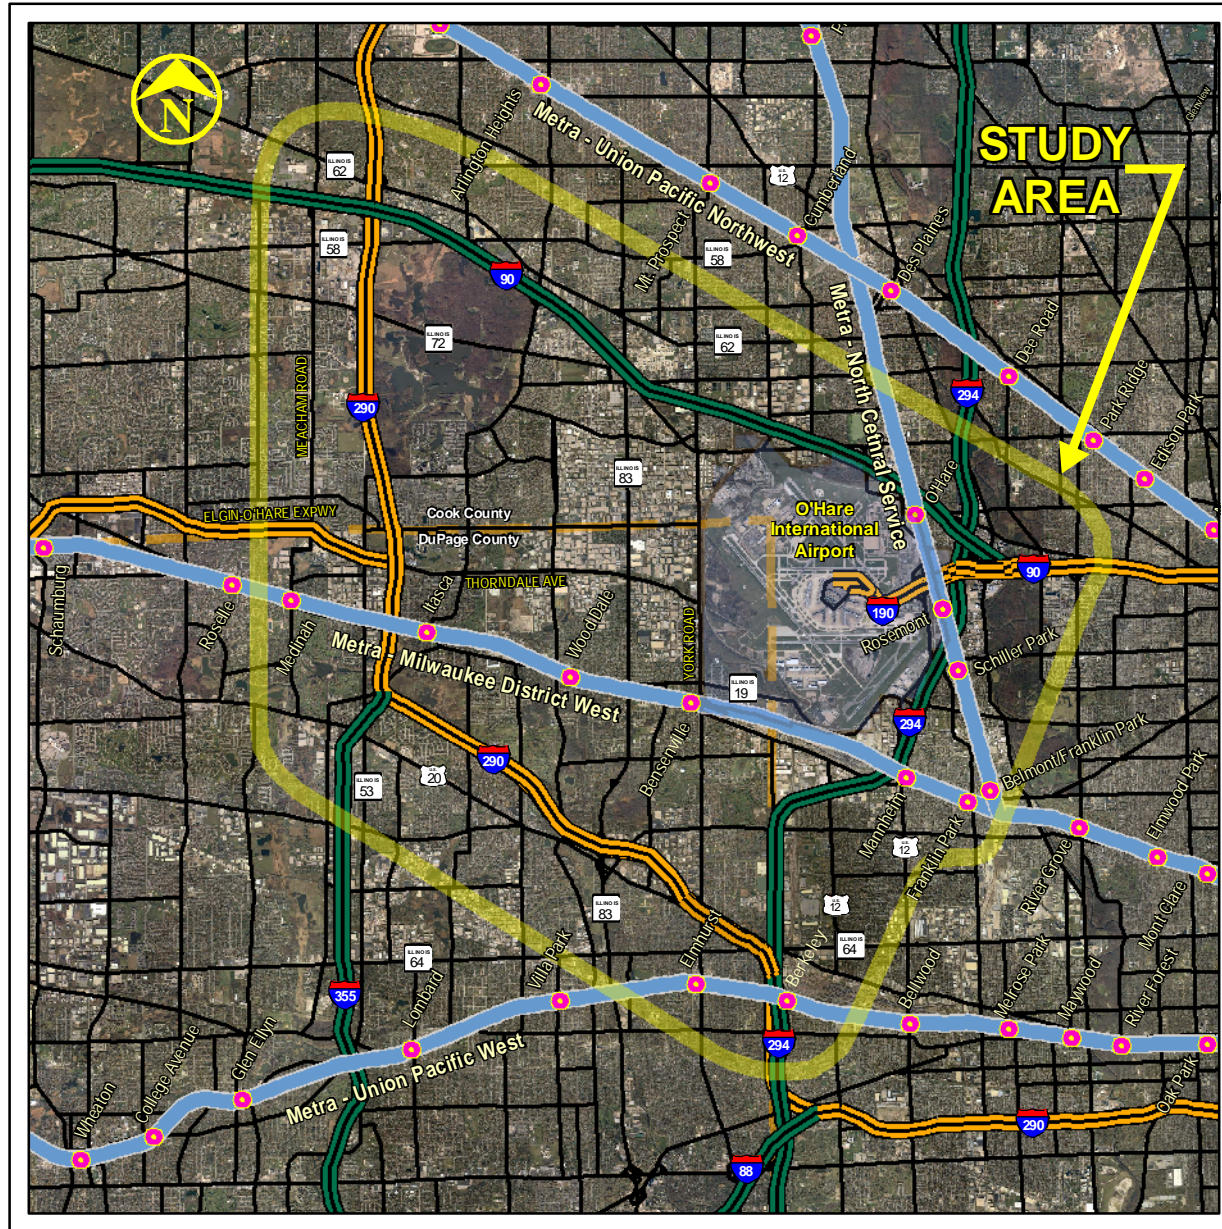 N
STUDY
AREA
Glenview
Arlington Heights
Metra - Union Pacific Northwest
U.S.
12
Cumberland
ILLINOIS
62
ILLINOIS
58
Mt. Prospect
ILLINOIS
58
Des Plaines
90
ILLINOIS
72
ILLINOIS
62
Metra - North Cetnral Service
Dee Road
294
290
Park Ridge
Edison Park
MEACHAM ROAD
ILLINOIS
83
O'Hare
ELGIN-O'HARE EXPWY
Cook County
DuPage County
O'Hare
International
Airport
THORNDALE AVE
90
190
Schaumburg
Roselle
Medinah
Itasca
Wood Dale
YORK ROAD
Rosemont
Schiller Park
Metra - Milwaukee District West
ILLINOIS
19
294
290
U.S.
20
ILLINOIS
53
Bensenville
Mannheim
Belmont/Franklin Park
Franklin Park
Elmwood Park
U.S.
12
River Grove
Mont Clare
ILLINOIS
83
U.S.
12
ILLINOIS
64
ILLINOIS
64
Lombard
Villa Park
Elmhurst
Berkeley
Bellwood
Melrose Park
Maywood
River Forest
355
294
Metra - Union Pacific West
Wheaton
College Avenue
Glen Ellyn
Oak Park
290
88